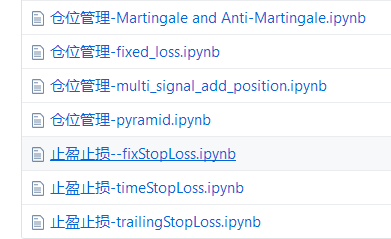 仓位管理-Martingale and Anti-Martingale.ipynb
仓位管理-fixed_loss.ipynb
仓位管理-multi_signal_add_position.ipynb
仓位管理-pyramid.ipynb
止盈止损--fixStopLoss.ipynb
止盈止损-timeStopLoss.ipynb
止盈止损-trailingStopLoss.ipynb